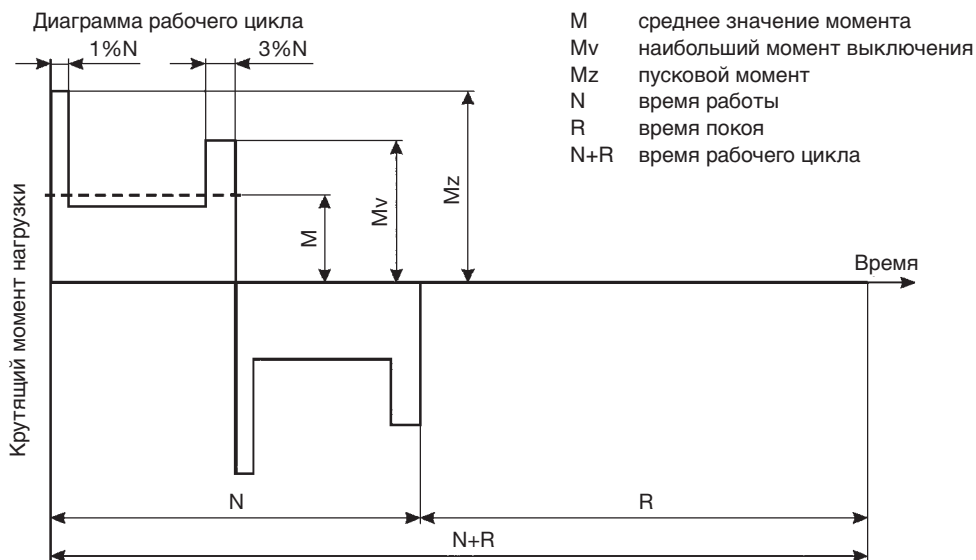 Диаграмма рабочего цикла
1%N 3%N
M среднее значение момента
Mv наибольший момент выключения
Mz пусковой момент
N время работы
R время покоя
N+R время рабочего цикла
Крутящий момент нагрузки
M
Mv
Mz
Время
N
R
N+R